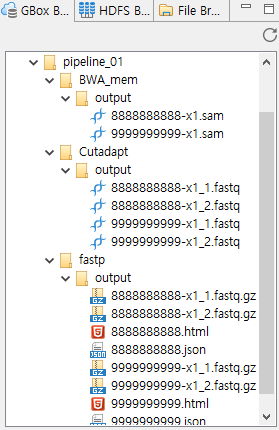 GBox B... HDFS B... File Br...
pipeline_01
BWA_mem
output
8888888888-x1.sam
9999999999-x1.sam
Cutadapt
output
8888888888-x1_1.fastq
8888888888-x1_2.fastq
9999999999-x1_1.fastq
9999999999-x1_2.fastq
fastp
output
GZ 8888888888-x1_1.fastq.gz
GZ 8888888888-x1_2.fastq.gz
5 8888888888.html
JSON 8888888888.json
GZ 9999999999-x1_1.fastq.gz
GZ 9999999999-x1_2.fastq.gz
5 9999999999.html
9999999999.json